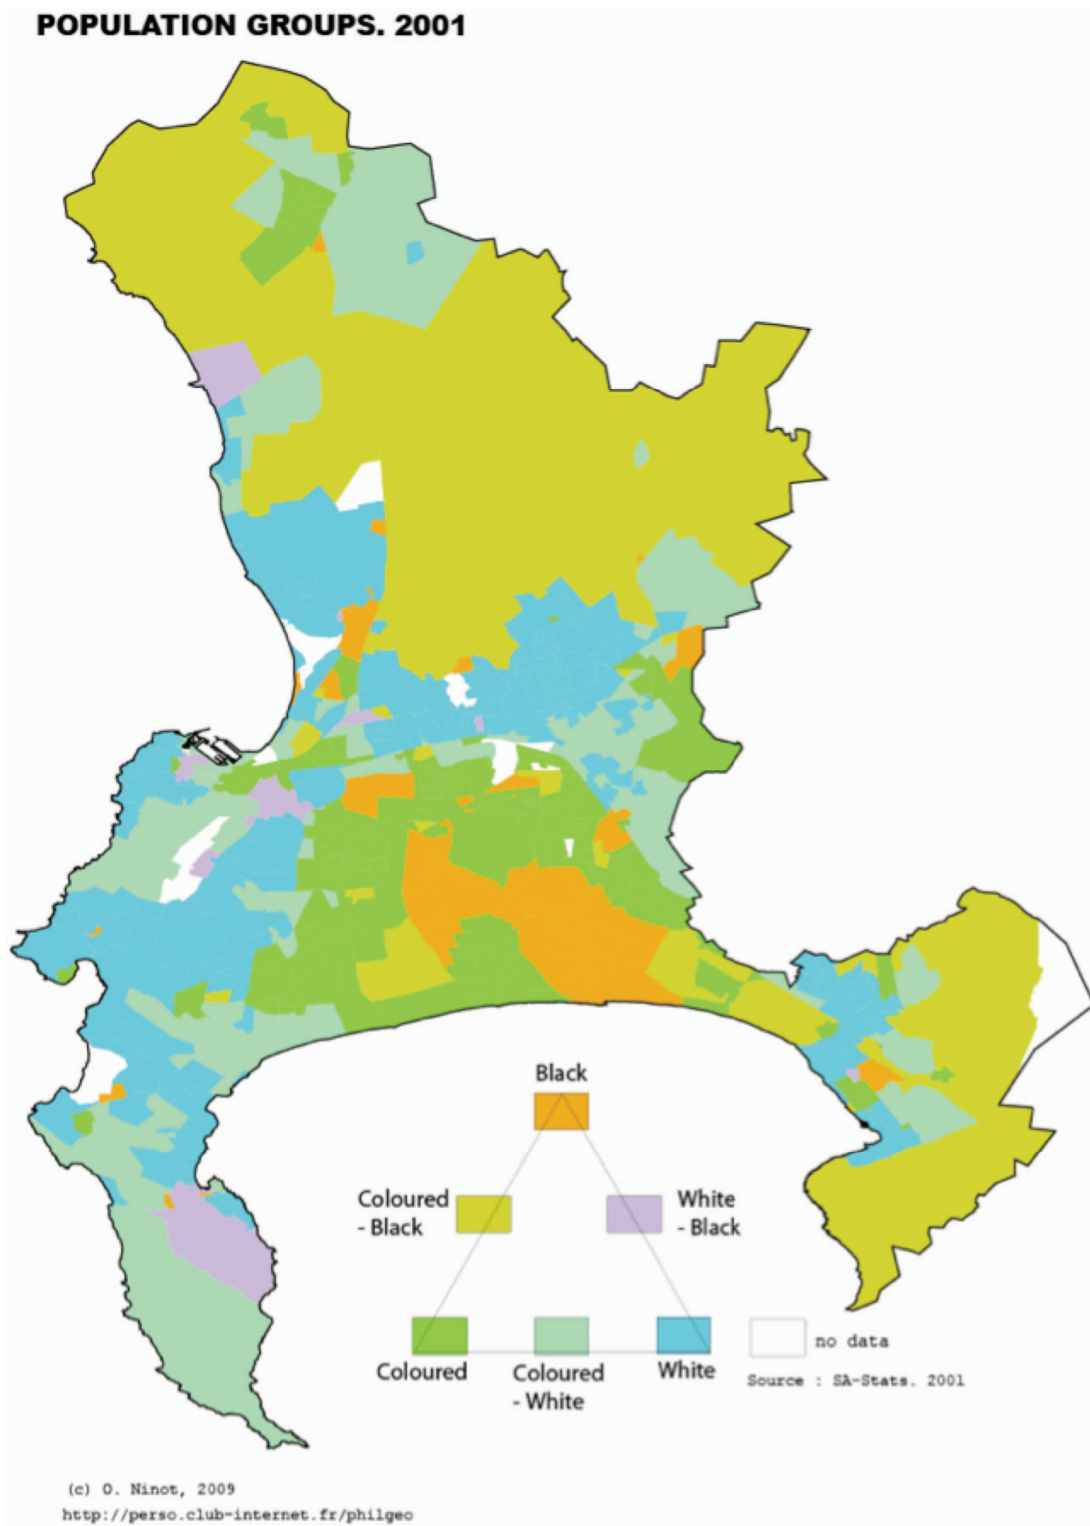 POPULATION GROUPS. 2001
Black
Coloured
- Black
White
- Black
Coloured
Coloured
- White
White
no data
Source : SA-Stats. 2001
(c) O. Ninot, 2009
http://perso.club-internet.fr/philgeo